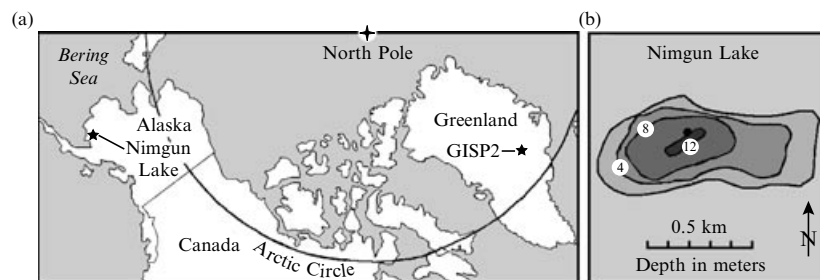 (a)
Bering
Sea
North Pole
Alaska
Nimgun
Lake
Greenland
GISP2
Canada
Arctic Circle
(b)
Nimgun Lake
8
12
4
0.5 km
N
Depth in meters